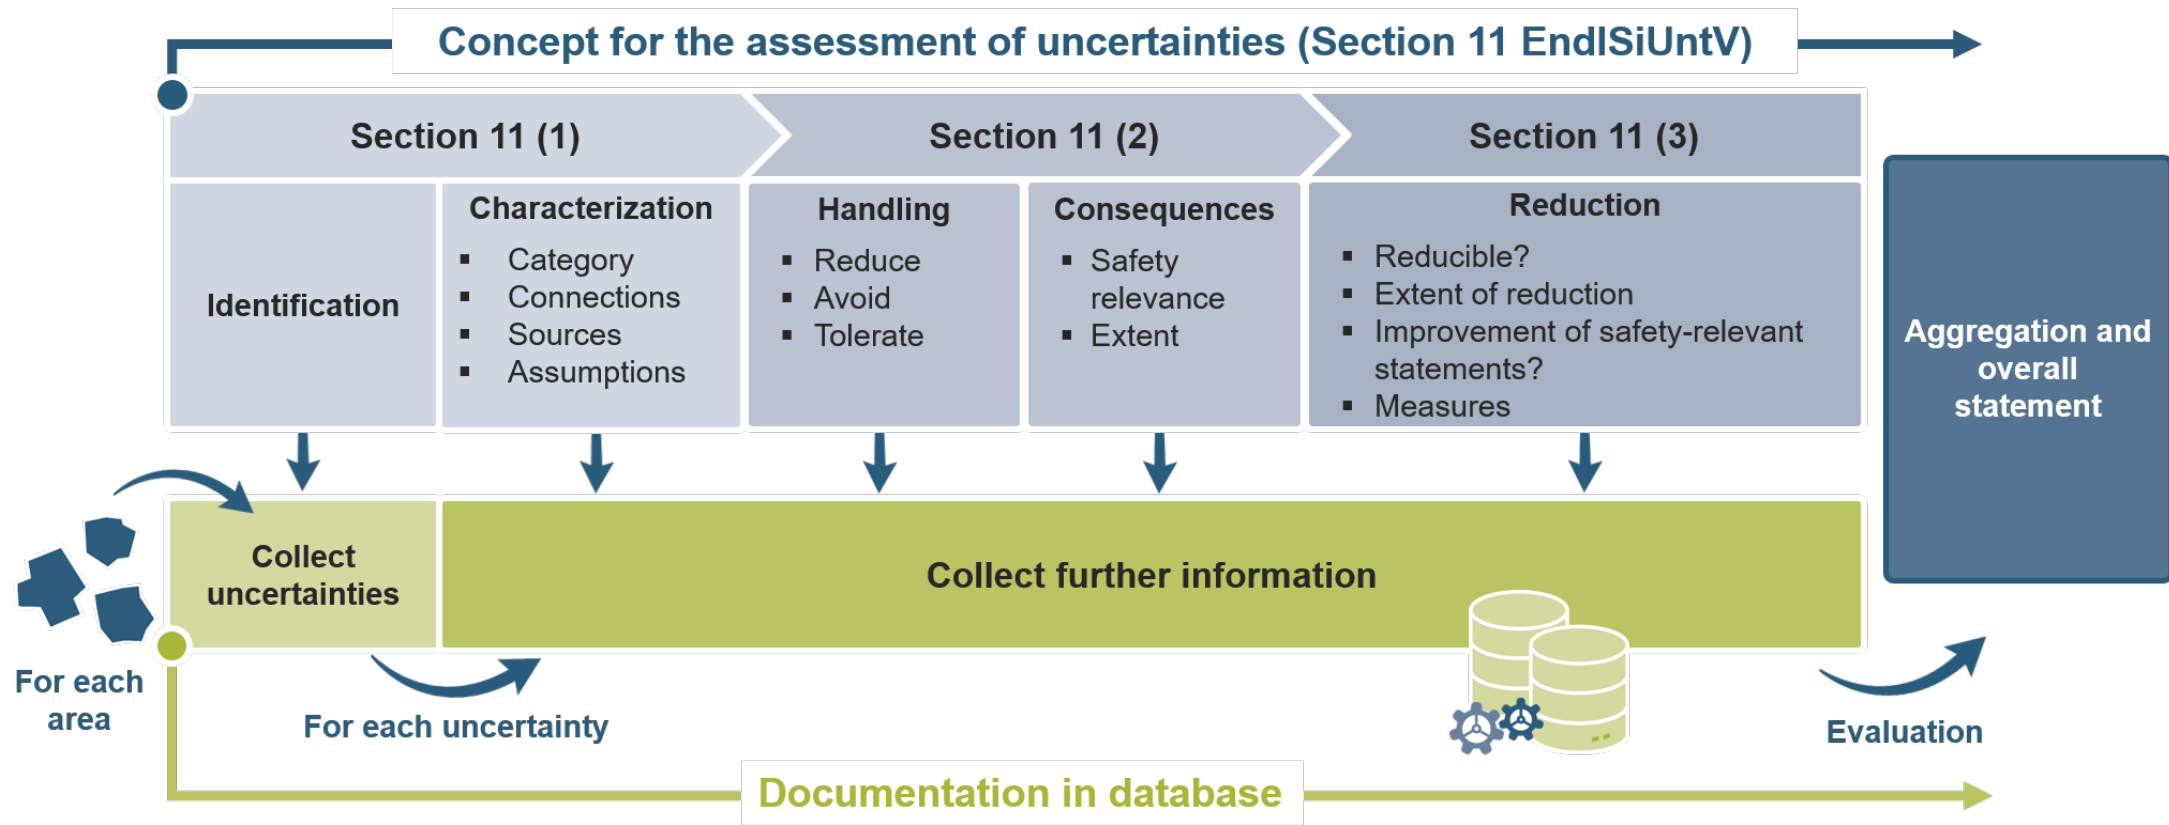 Concept for the assessment of uncertainties (Section 11 EndlSiUntV)
Section 11 (1)
Section 11 (2)
Section 11 (3)
Identification
Characterization
▪ Category
▪ Connections
▪ Sources
▪ Assumptions
Handling
▪ Reduce
▪ Avoid
▪ Tolerate
Consequences
▪ Safety
relevance
▪ Extent
Reduction
▪ Reducible?
▪ Extent of reduction
▪ Improvement of safety-relevant
statements?
▪ Measures
Aggregation and
overall
statement
Collect
uncertainties
Collect further information
For each
area
For each uncertainty
Evaluation
Documentation in database